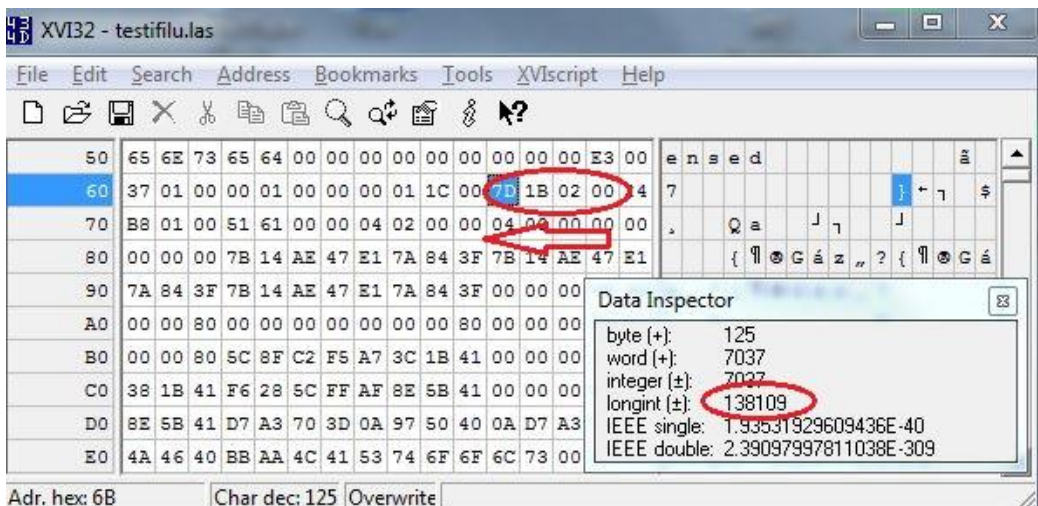 XVI32 - testifilu.las
File Edit Search Address Bookmarks Tools XVIscript Help
50 65 6E 73 65 64 00 00 00 00 00 00 00 00 00 E3 00 e n s e d ã
60 37 01 00 00 01 00 00 00 01 1C 00 7D 1B 02 00 24 7 } ← ┐ $
70 B8 01 00 51 61 00 00 04 02 00 00 04 00 00 00 00 ¸ Q a ┘ ┐ ┘
80 00 00 00 7B 14 AE 47 E1 7A 84 3F 7B 14 AE 47 E1 { ¶ ® G á z „ ? { ¶ ® G á
90 7A 84 3F 7B 14 AE 47 E1 7A 84 3F 00 00 00
A0 00 00 80 00 00 00 00 00 00 00 80 00 00 00
B0 00 00 80 5C 8F C2 F5 A7 3C 1B 41 00 00 00
C0 38 1B 41 F6 28 5C FF AF 8E 5B 41 00 00 00
D0 8E 5B 41 D7 A3 70 3D 0A 97 50 40 0A D7 A3
E0 4A 46 40 BB AA 4C 41 53 74 6F 6F 6C 73 00
Data Inspector
byte (+): 125
word (+): 7037
integer (±): 7037
longint (±): 138109
IEEE single: 1.93531929609436E-40
IEEE double: 2.39097997811038E-309
Adr. hex: 6B Char dec: 125 Overwrite